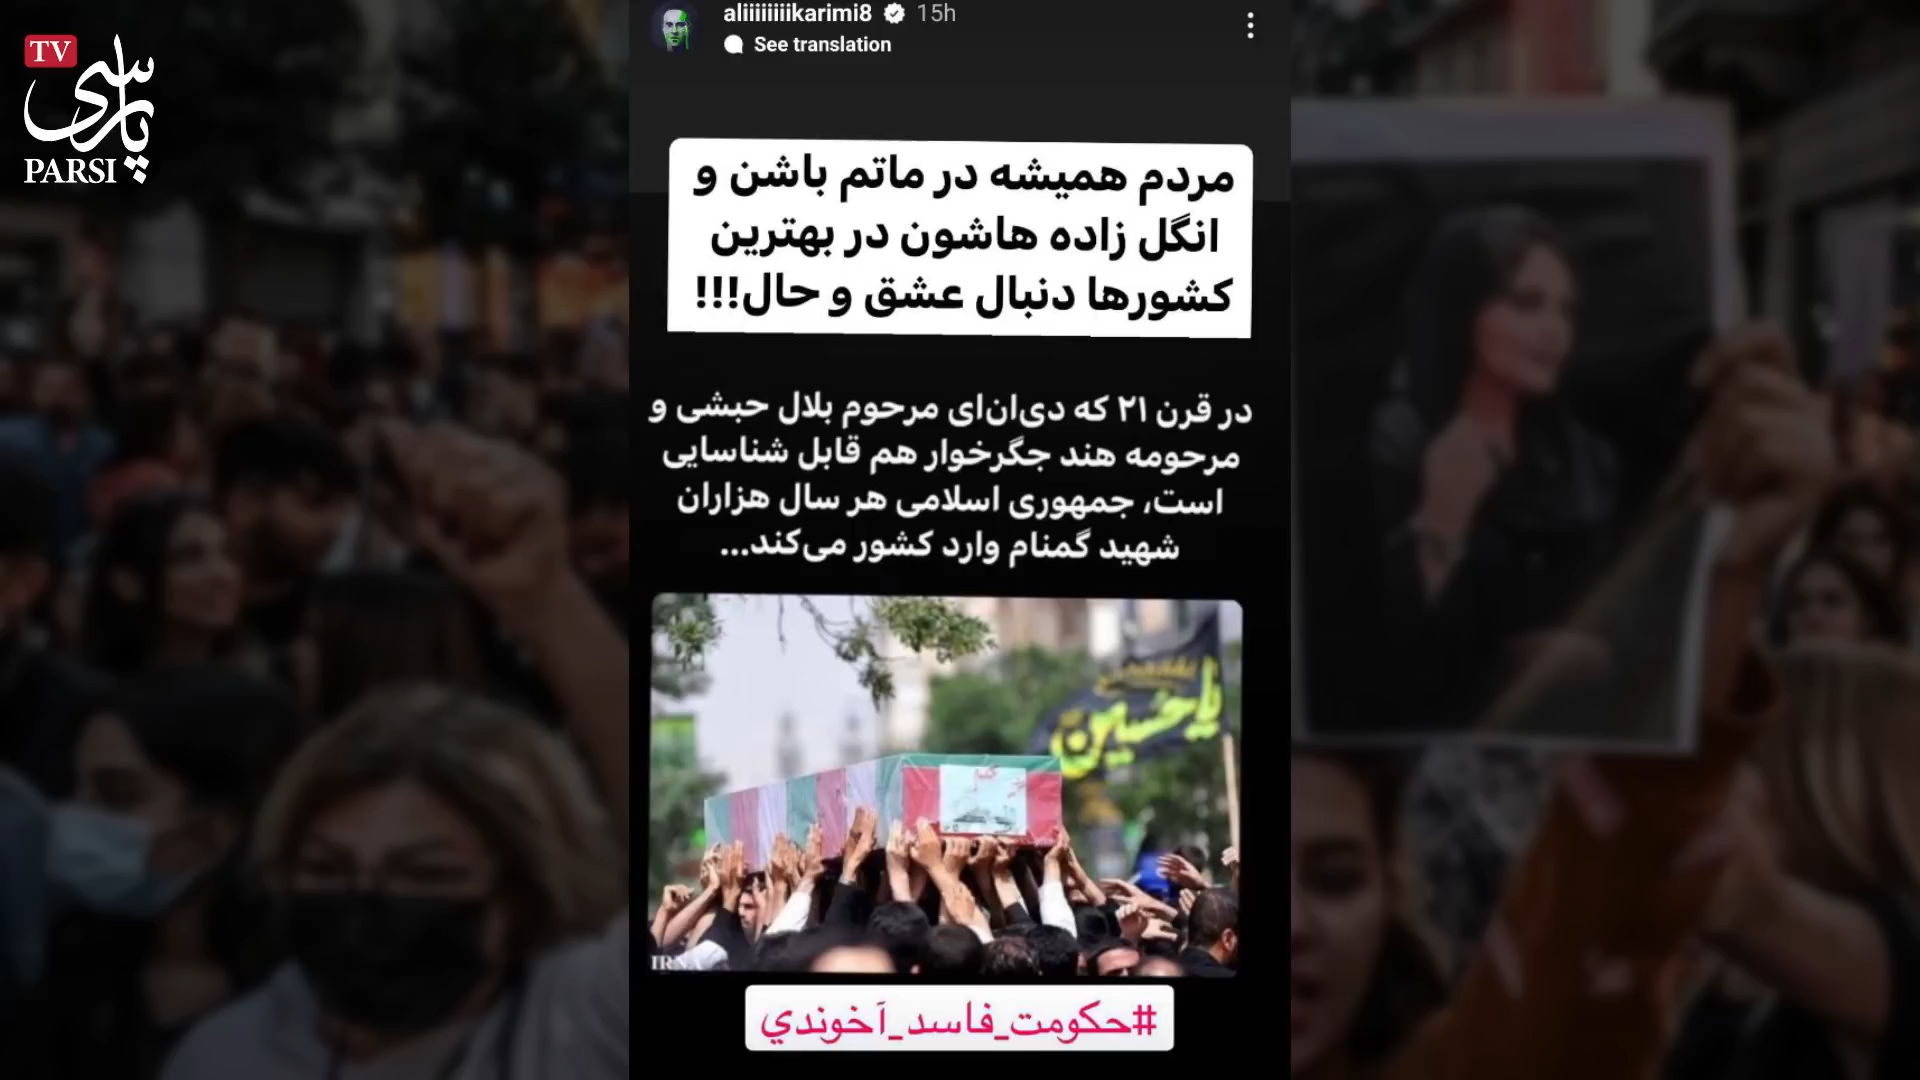 TV
پارسی
PARSI
aliiiiiiiikarimi8 15h
See translation
مردم همیشه در ماتم باشن و
انگل زاده هاشون در بهترین
کشورها دنبال عشق و حال!!!
در قرن ۲۱ که دی‌ان‌ای مرحوم بلال حبشی و
مرحومه هند جگرخوار هم قابل شناسایی
است، جمهوری اسلامی هر سال هزاران
شهید گمنام وارد کشور می‌کند...
یا حسین
IRNA
#حکومت_فاسد_آخوندي